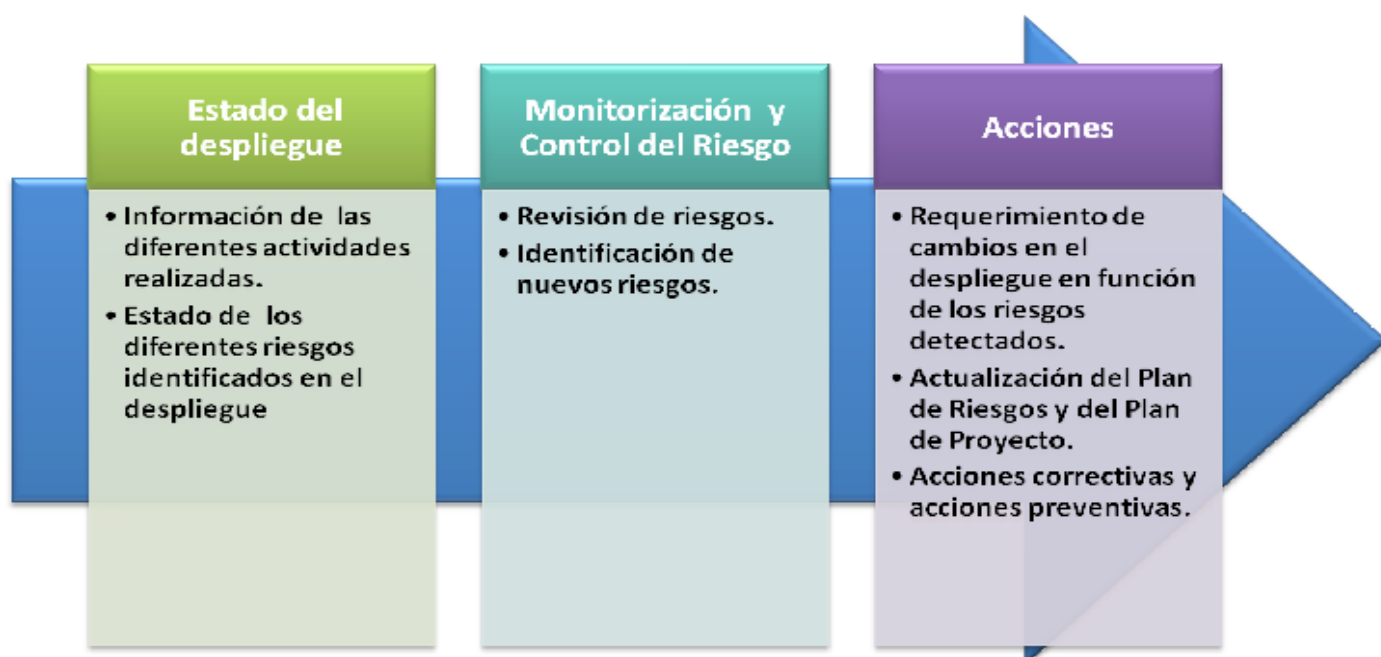 Estado del
despliegue
• Información de las
diferentes actividades
realizadas.
• Estado de los
diferentes riesgos
identificados en el
despliegue
Monitorización y
Control del Riesgo
• Revisión de riesgos.
• Identificación de
nuevos riesgos.
Acciones
• Requerimiento de
cambios en el
despliegue en función
de los riesgos
detectados.
• Actualización del Plan
de Riesgos y del Plan
de Proyecto.
• Acciones correctivas y
acciones preventivas.